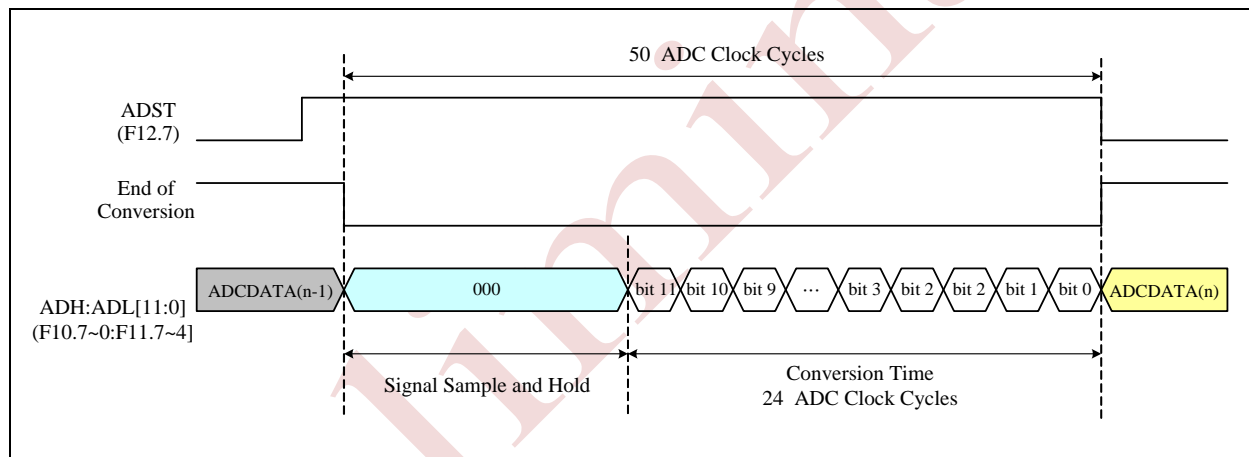 50 ADC Clock Cycles
ADST
(F12.7)
End of
Conversion
ADH:ADL[11:0]
(F10.7~0:F11.7~4]
ADCDATA(n-1)
000
bit 11
bit 10
bit 9
...
bit 3
bit 2
bit 2
bit 1
bit 0
ADCDATA(n)
Signal Sample and Hold
Conversion Time
24 ADC Clock Cycles